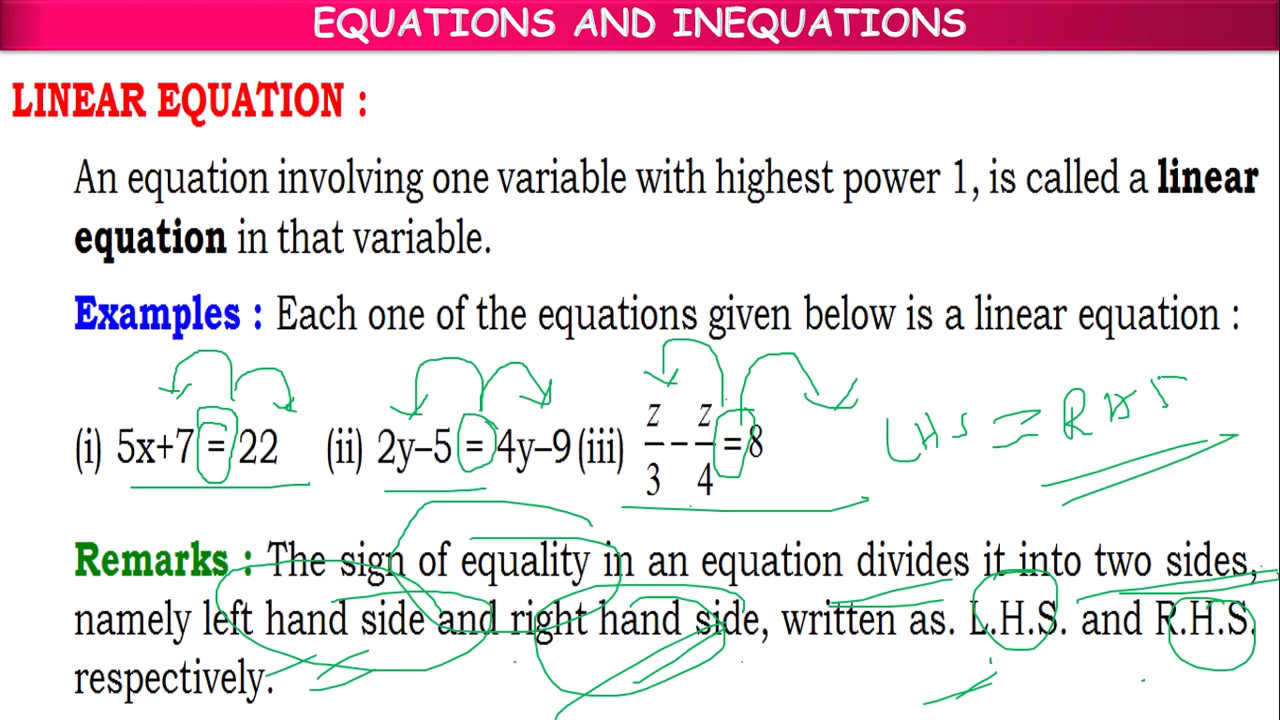 EQUATIONS AND INEQUATIONS
LINEAR EQUATION :
An equation involving one variable with highest power 1, is called a linear
equation in that variable.
Examples : Each one of the equations given below is a linear equation :
(i) 5x+7 = 22 (ii) 2y–5 = 4y–9 (iii) z/3 – z/4 = 8
LHS = RHS
Remarks : The sign of equality in an equation divides it into two sides,
namely left hand side and right hand side, written as. L.H.S. and R.H.S.
respectively.